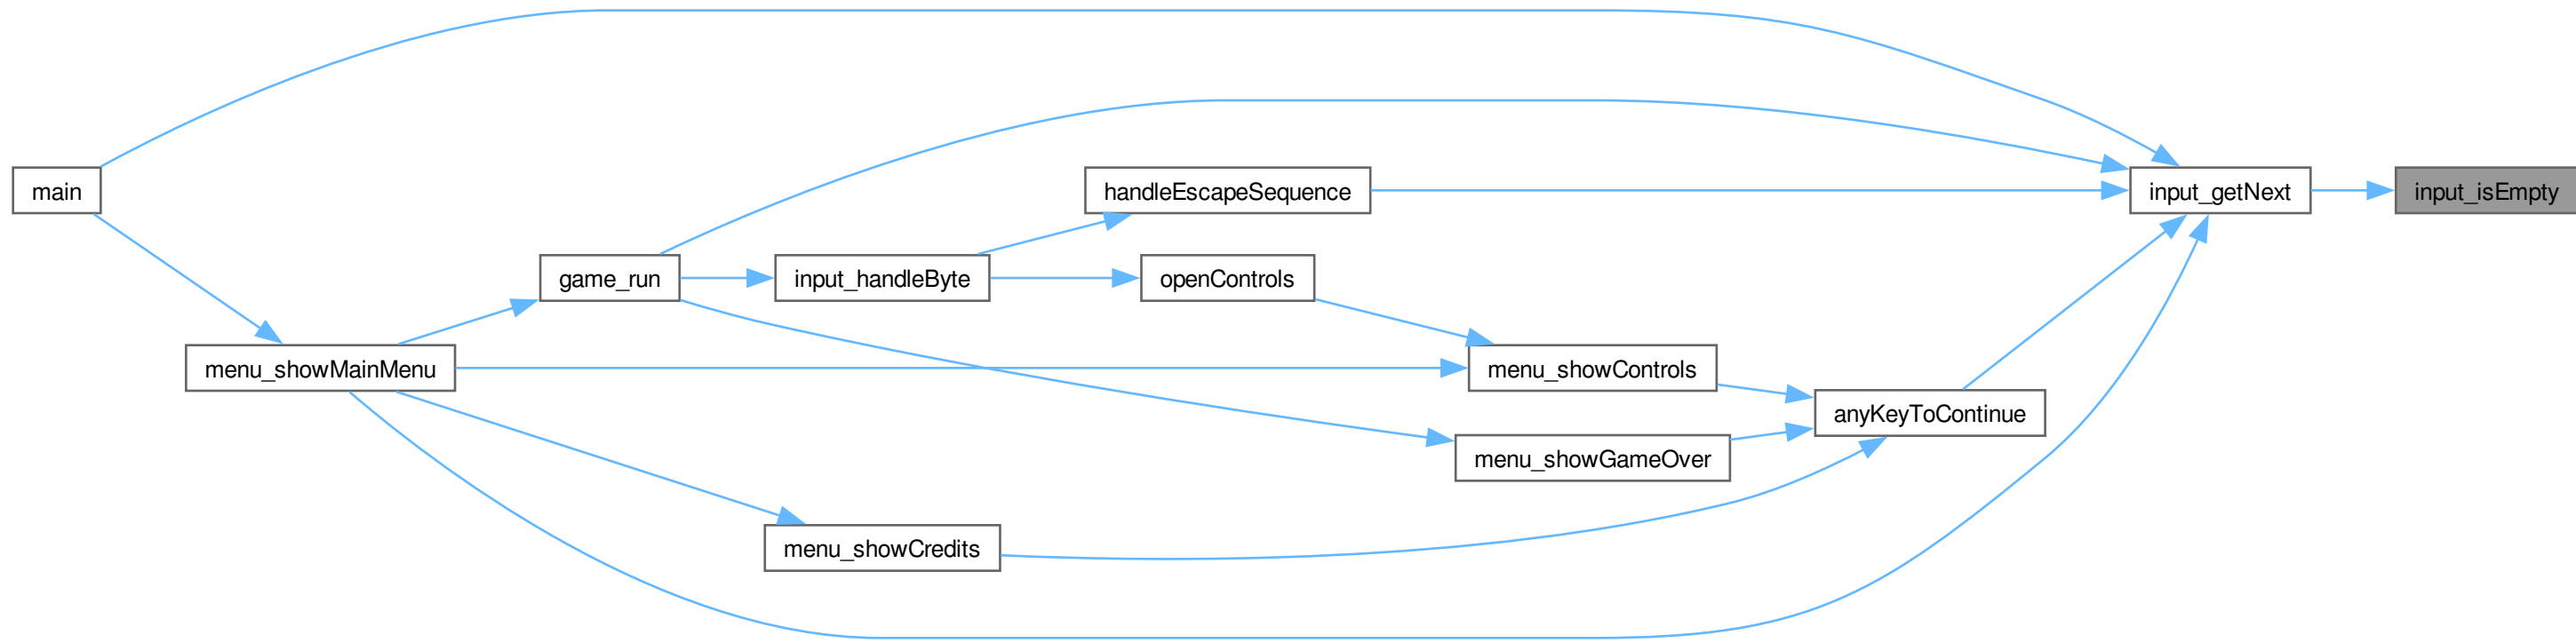 main
handleEscapeSequence
input_getNext
input_isEmpty
game_run
input_handleByte
openControls
menu_showMainMenu
menu_showControls
anyKeyToContinue
menu_showGameOver
menu_showCredits